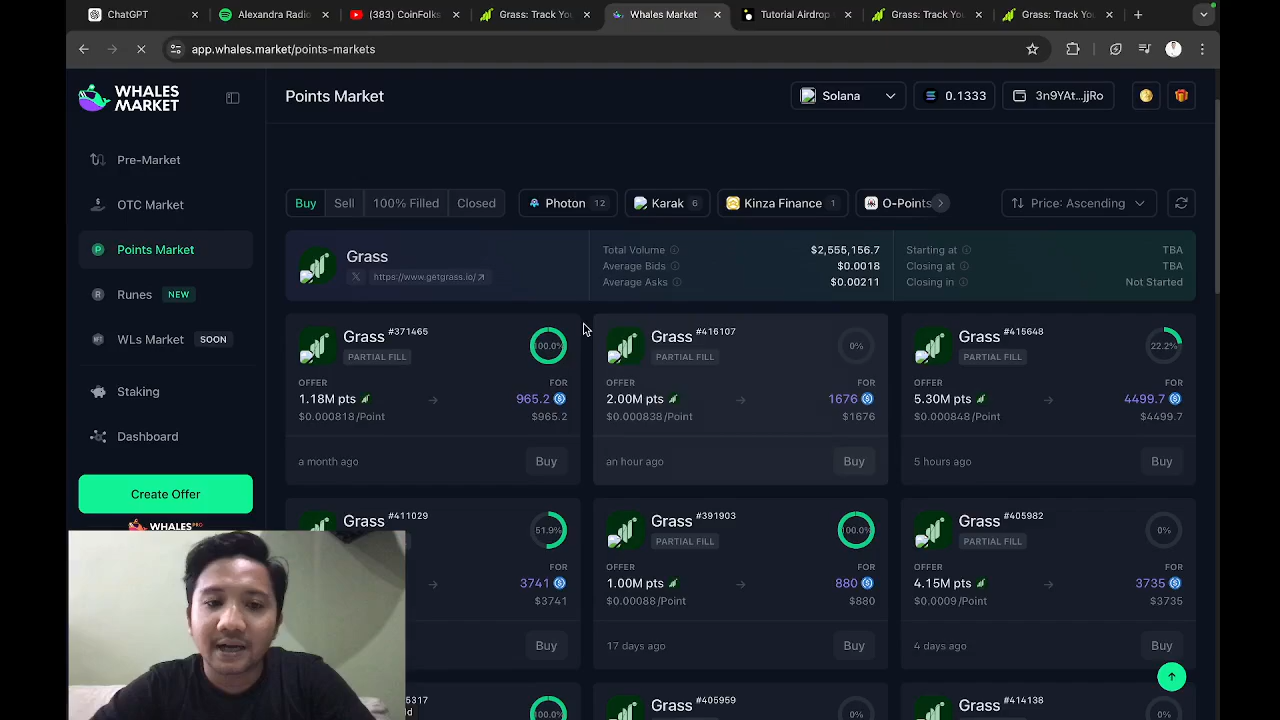 ChatGPT
Alexandra Radio
(383) CoinFolks
Grass: Track You
Whales Market
Tutorial Airdrop
Grass: Track You
Grass: Track You
app.whales.market/points-markets
WHALES
MARKET
Points Market
Solana
0.1333
3n9YAt...jjRo
Pre-Market
OTC Market
Points Market
Runes NEW
WLs Market SOON
Staking
Dashboard
Create Offer
WHALES PRO
Buy
Sell
100% Filled
Closed
Photon 12
Karak 6
Kinza Finance 1
O-Points
Price: Ascending
Grass
https://www.getgrass.io/
Total Volume $2,555,156.7
Average Bids $0.0018
Average Asks $0.00211
Starting at TBA
Closing at TBA
Closing in Not Started
Grass #371465
PARTIAL FILL
100.0%
OFFER FOR
1.18M pts 965.2
$0.000818/Point $965.2
a month ago Buy
Grass #416107
PARTIAL FILL
0%
OFFER FOR
2.00M pts 1676
$0.000838/Point $1676
an hour ago Buy
Grass #415648
PARTIAL FILL
22.2%
OFFER FOR
5.30M pts 4499.7
$0.000848/Point $4499.7
5 hours ago Buy
Grass #411029
51.9%
FOR
3741
$3741
Buy
Grass #391903
PARTIAL FILL
100.0%
OFFER FOR
1.00M pts 880
$0.00088/Point $880
17 days ago Buy
Grass #405982
PARTIAL FILL
0%
OFFER FOR
4.15M pts 3735
$0.0009/Point $3735
4 days ago Buy
100.0%
Grass #405959
0%
Grass #414138
0%